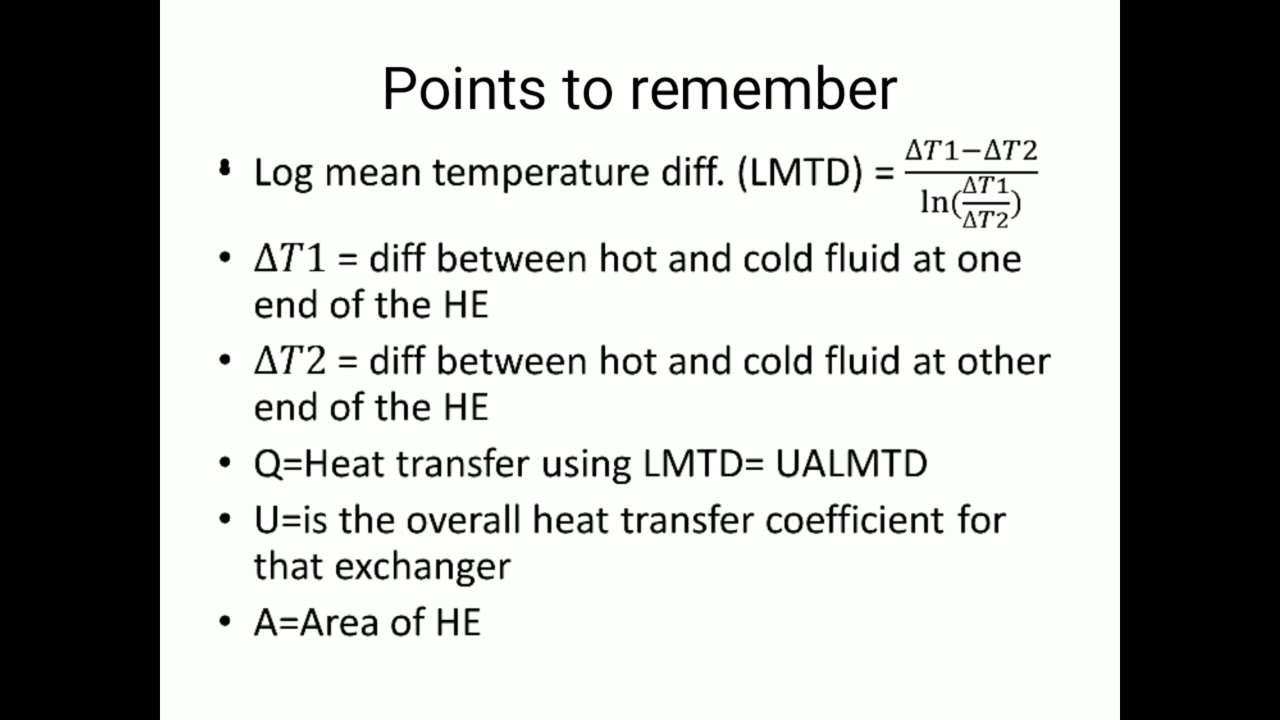 Points to remember
• Log mean temperature diff. (LMTD) = \frac{ΔT1−ΔT2}{ln(\frac{ΔT1}{ΔT2})}
• ΔT1 = diff between hot and cold fluid at one
end of the HE
• ΔT2 = diff between hot and cold fluid at other
end of the HE
• Q=Heat transfer using LMTD= UALMTD
• U=is the overall heat transfer coefficient for
that exchanger
• A=Area of HE